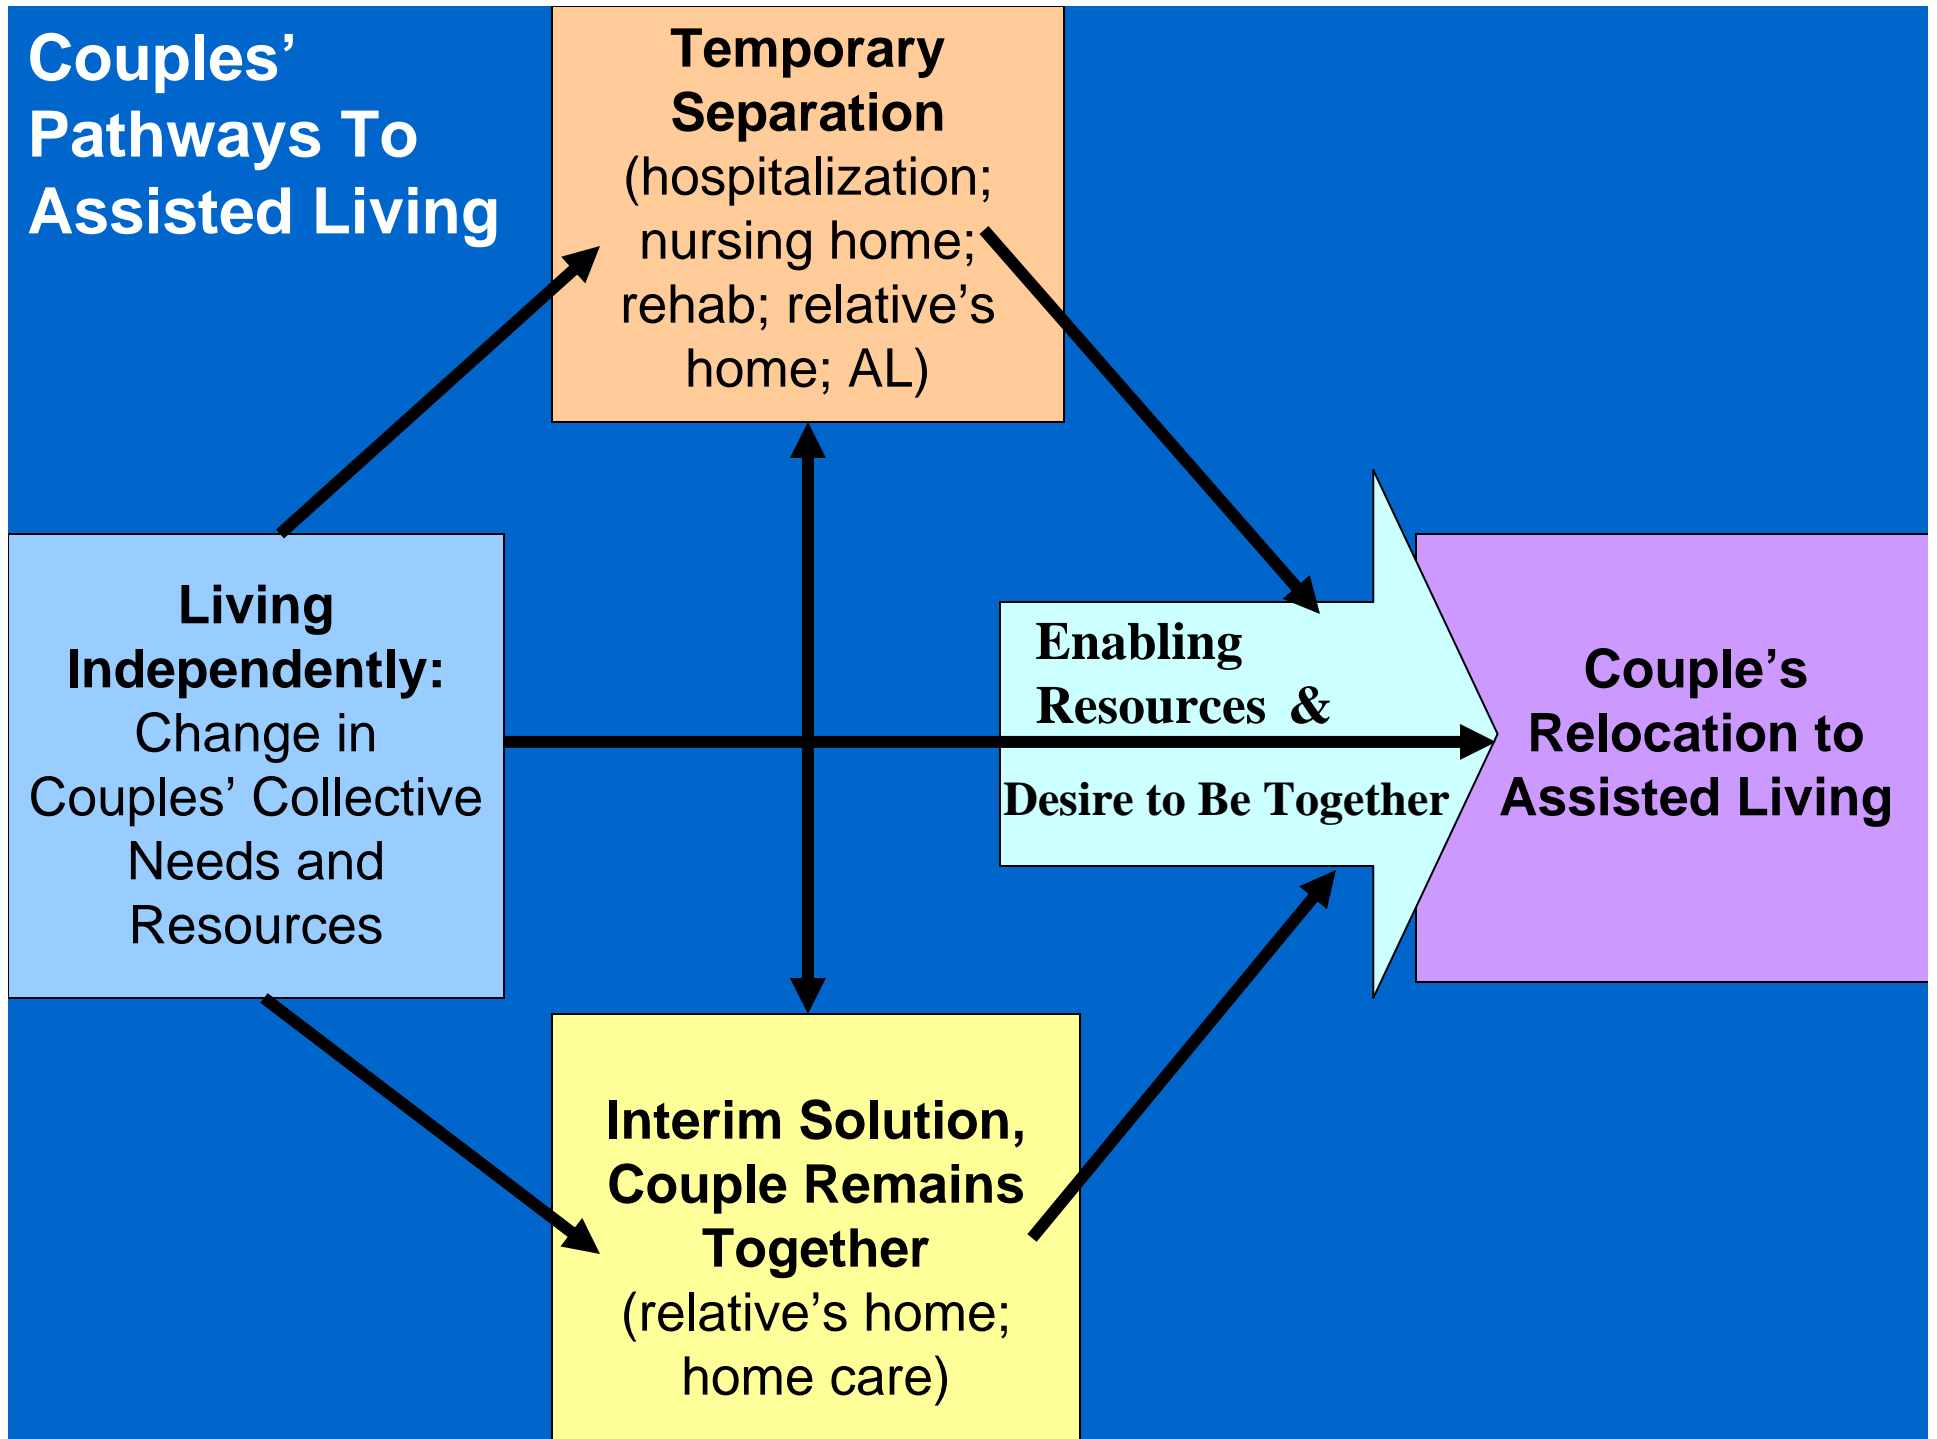 Couples’
Pathways To
Assisted Living
Temporary
Separation
(hospitalization;
nursing home;
rehab; relative’s
home; AL)
Living
Independently:
Change in
Couples’ Collective
Needs and
Resources
Enabling
Resources &
Desire to Be Together
Couple’s
Relocation to
Assisted Living
Interim Solution,
Couple Remains
Together
(relative’s home;
home care)